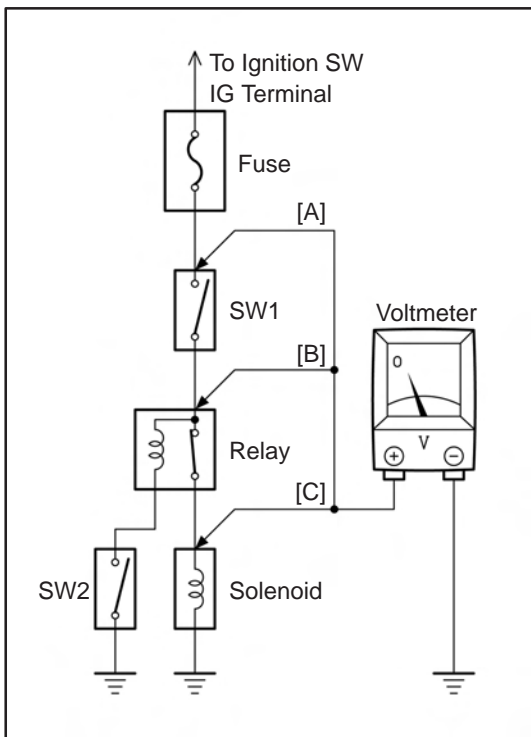 To Ignition SW
IG Terminal
Fuse
[A]
SW1
Voltmeter
0
[B]
V
+ −
Relay
[C]
SW2
Solenoid